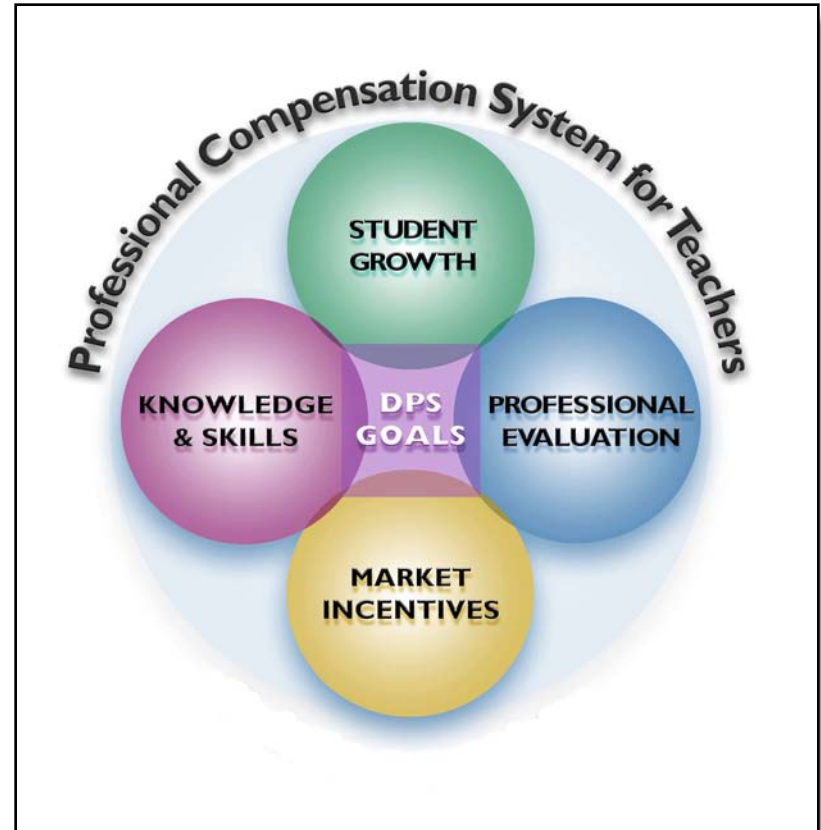 Professional Compensation System for Teachers
STUDENT
GROWTH
KNOWLEDGE
& SKILLS
DPS
GOALS
PROFESSIONAL
EVALUATION
MARKET
INCENTIVES